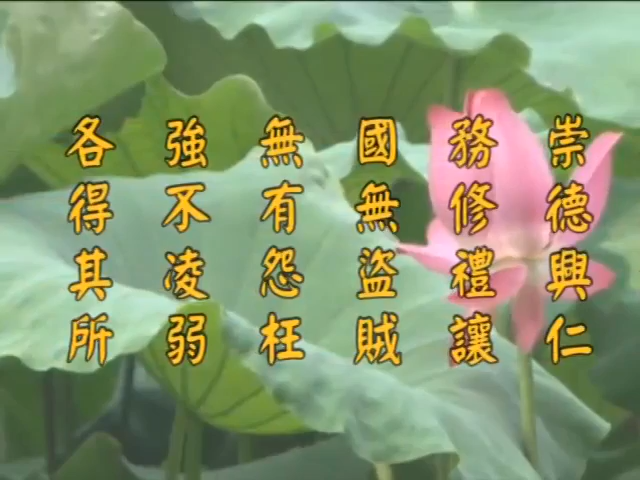 崇德興仁
務修禮讓
國無盜賊
無有怨枉
強不凌弱
各得其所